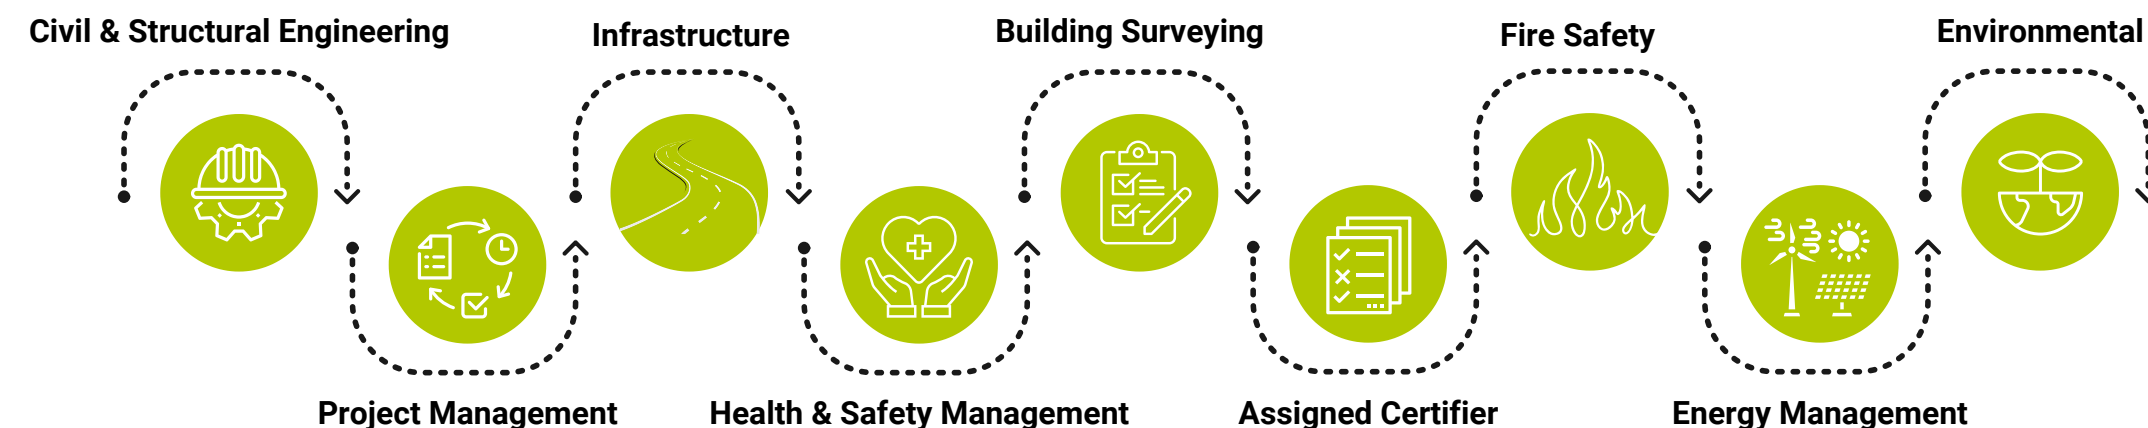 Civil & Structural Engineering
Infrastructure
Building Surveying
Fire Safety
Environmental
Project Management
Health & Safety Management
Assigned Certifier
Energy Management